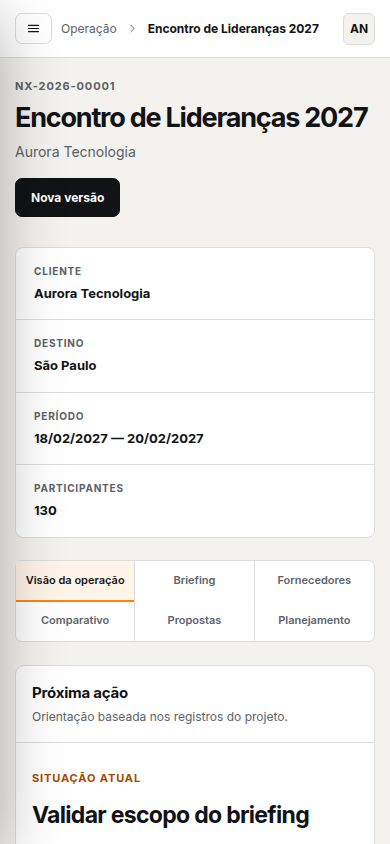 Operação > Encontro de Lideranças 2027 AN
NX-2026-00001
Encontro de Lideranças 2027
Aurora Tecnologia
Nova versão
CLIENTE
Aurora Tecnologia
DESTINO
São Paulo
PERÍODO
18/02/2027 — 20/02/2027
PARTICIPANTES
130
Visão da operação Briefing Fornecedores
Comparativo Propostas Planejamento
Próxima ação
Orientação baseada nos registros do projeto.
SITUAÇÃO ATUAL
Validar escopo do briefing